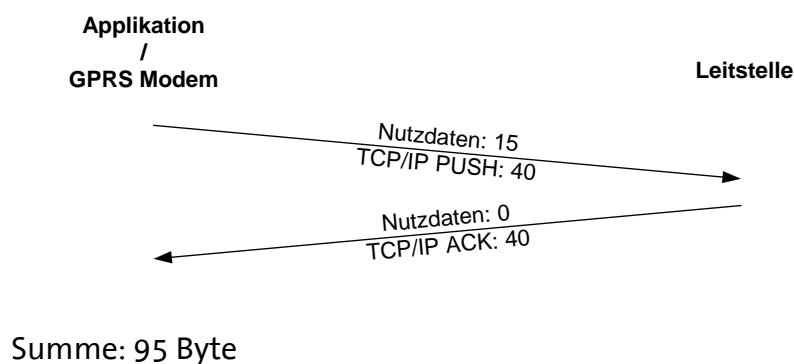 Applikation
/
GPRS Modem
Leitstelle
Nutzdaten: 15
TCP/IP PUSH: 40
Nutzdaten: 0
TCP/IP ACK: 40
Summe: 95 Byte